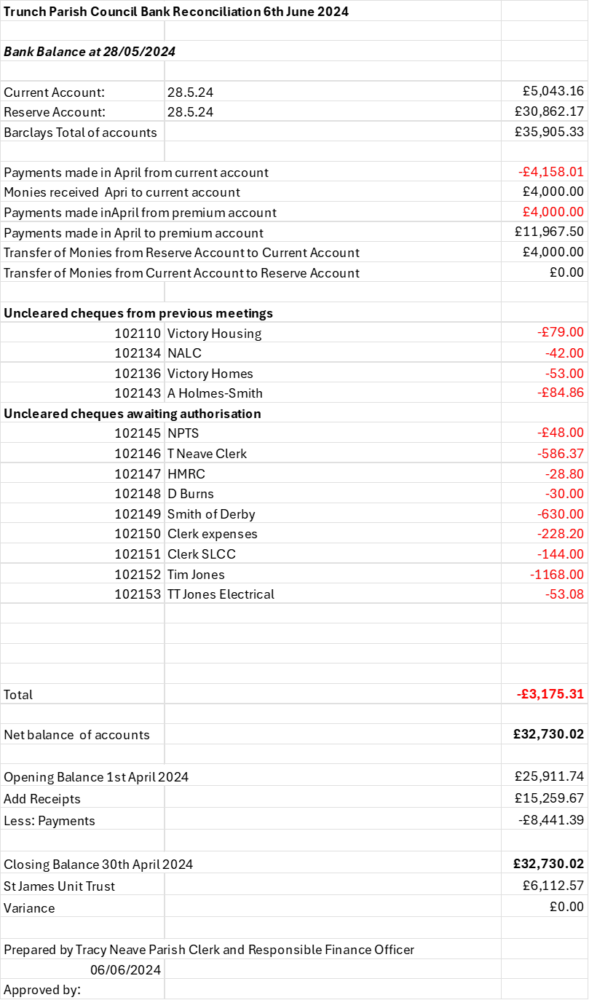 Trunch Parish Council Bank Reconciliation 6th June 2024
Bank Balance at 28/05/2024
Current Account: 28.5.24 £5,043.16
Reserve Account: 28.5.24 £30,862.17
Barclays Total of accounts £35,905.33
Payments made in April from current account -£4,158.01
Monies received Apri to current account £4,000.00
Payments made inApril from premium account £4,000.00
Payments made in April to premium account £11,967.50
Transfer of Monies from Reserve Account to Current Account £4,000.00
Transfer of Monies from Current Account to Reserve Account £0.00
Uncleared cheques from previous meetings
102110 Victory Housing -£79.00
102134 NALC -42.00
102136 Victory Homes -53.00
102143 A Holmes-Smith -£84.86
Uncleared cheques awaiting authorisation
102145 NPTS -£48.00
102146 T Neave Clerk -586.37
102147 HMRC -28.80
102148 D Burns -30.00
102149 Smith of Derby -630.00
102150 Clerk expenses -228.20
102151 Clerk SLCC -144.00
102152 Tim Jones -1168.00
102153 TT Jones Electrical -53.08
Total -£3,175.31
Net balance of accounts £32,730.02
Opening Balance 1st April 2024 £25,911.74
Add Receipts £15,259.67
Less: Payments -£8,441.39
Closing Balance 30th April 2024 £32,730.02
St James Unit Trust £6,112.57
Variance £0.00
Prepared by Tracy Neave Parish Clerk and Responsible Finance Officer
06/06/2024
Approved by: